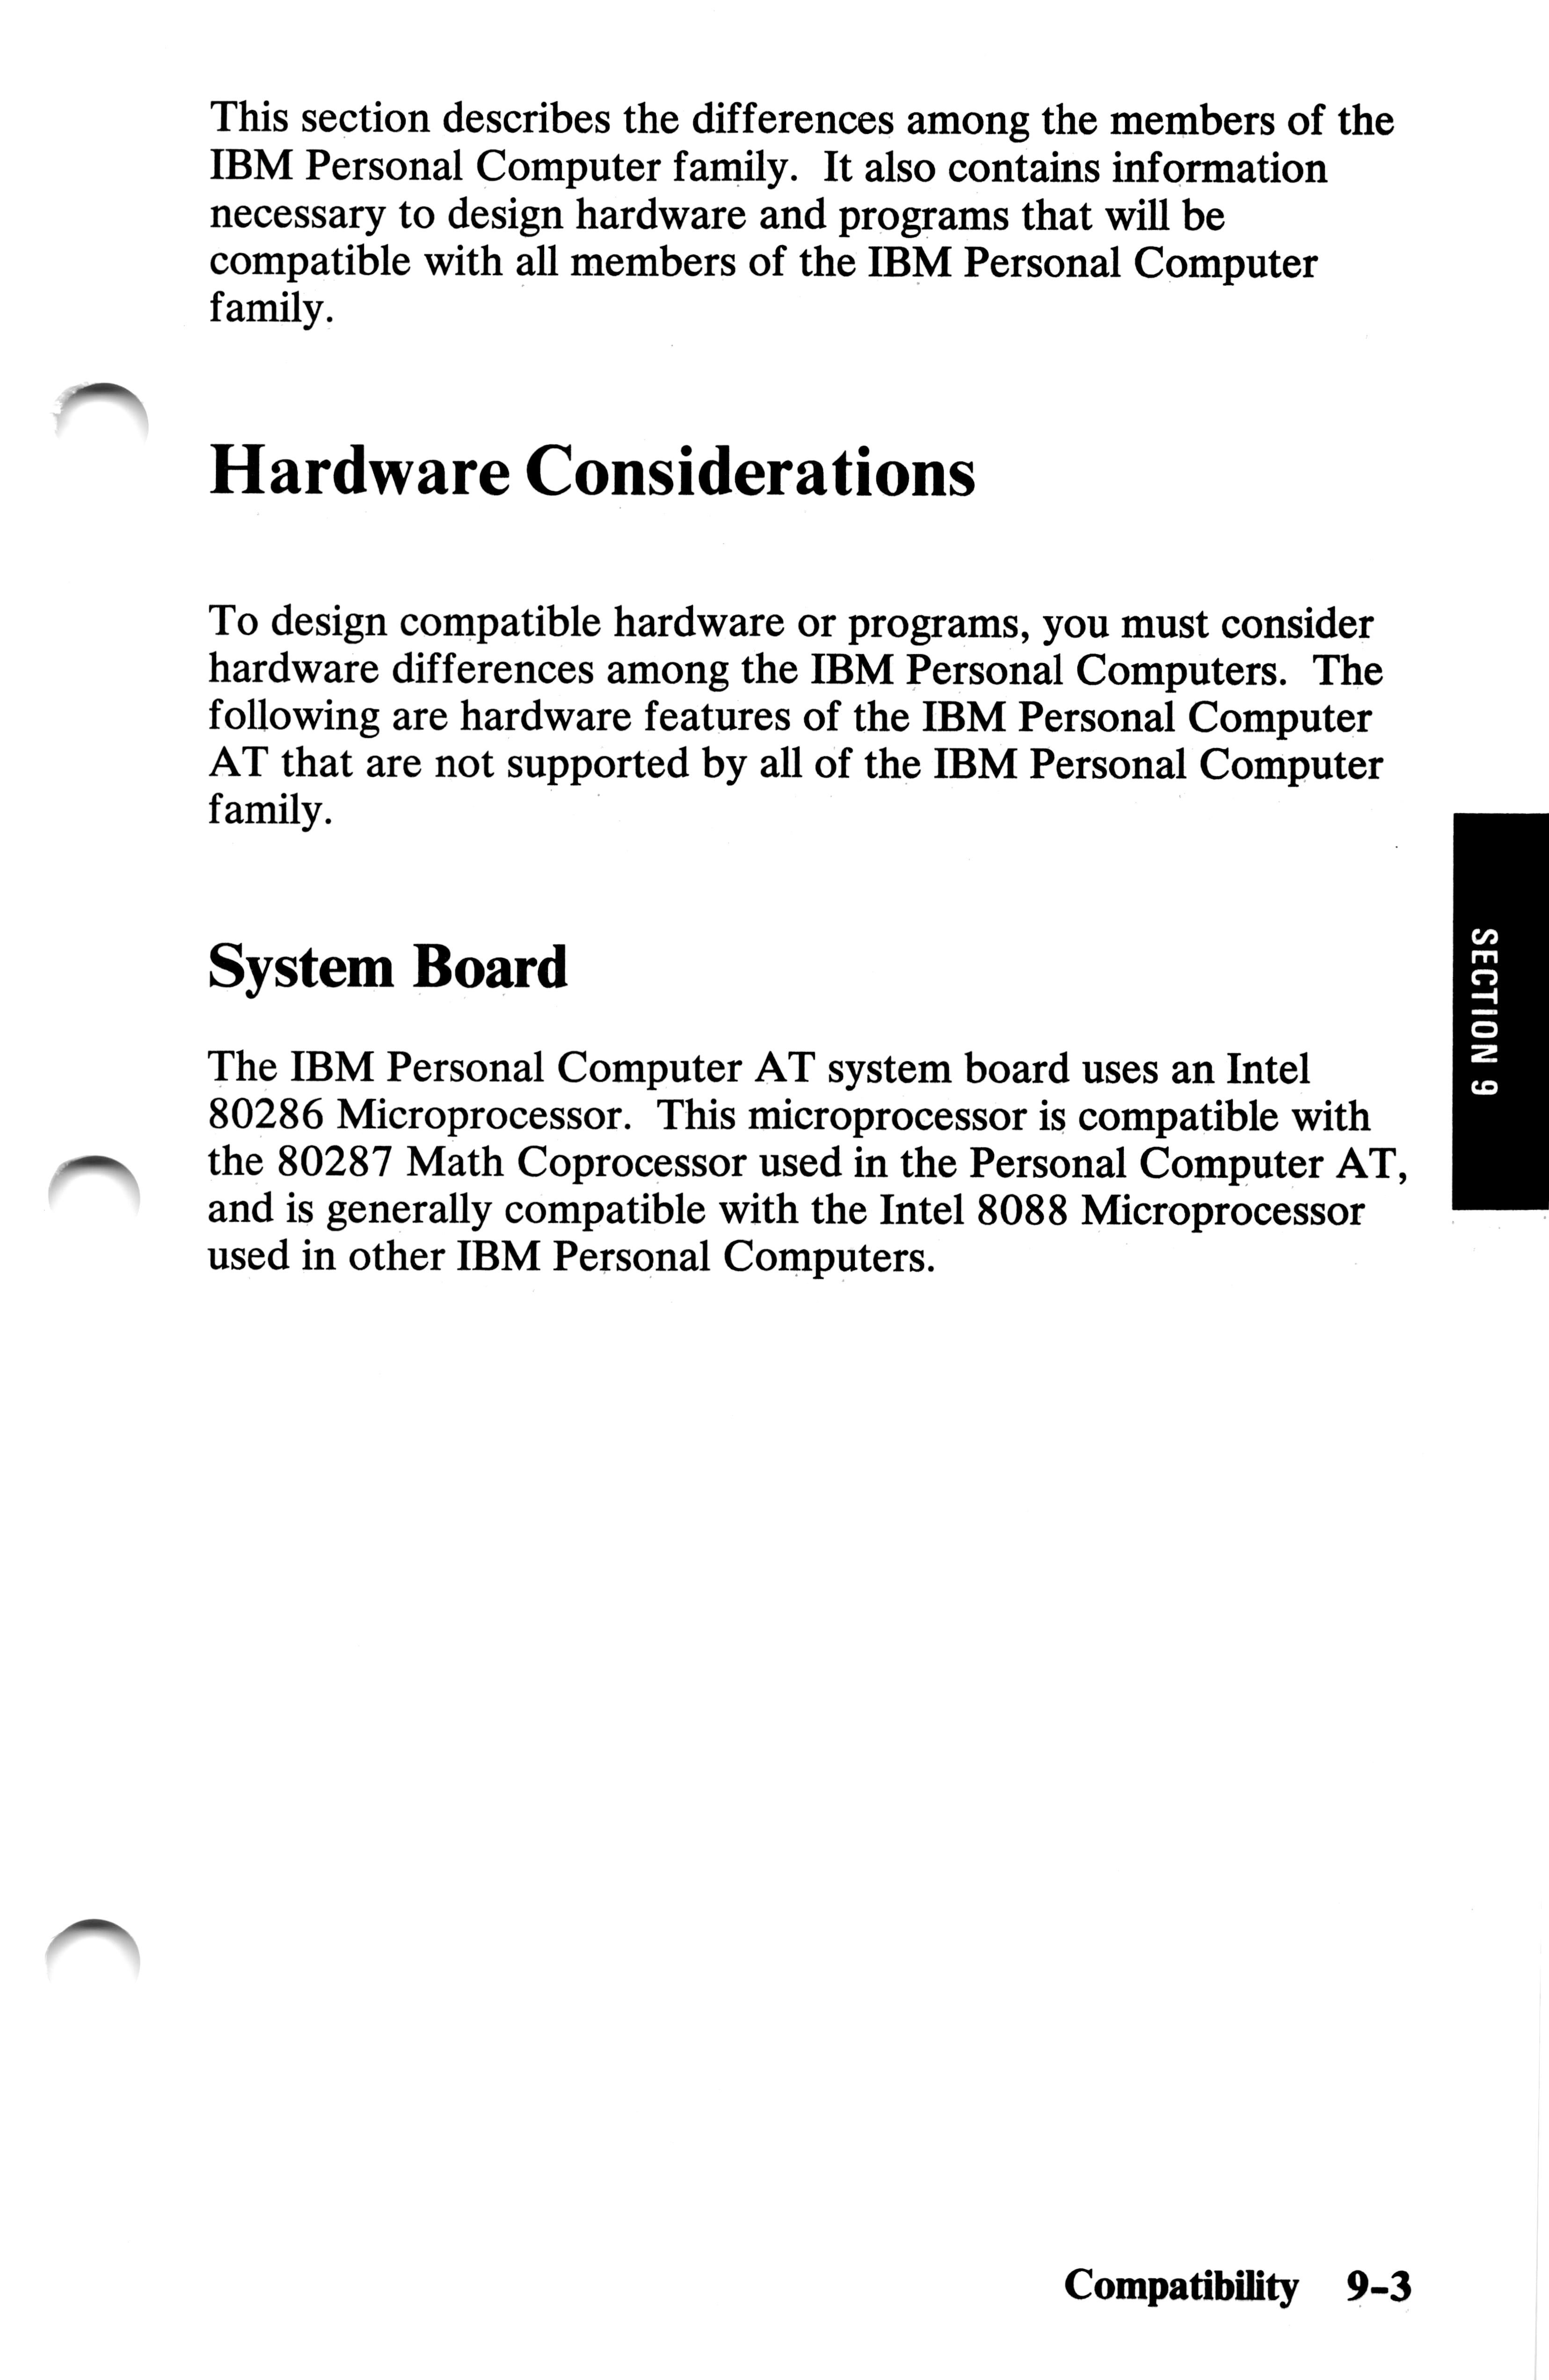 This section describes the differences among the members of the
IBM Personal Computer family.  It also contains information
necessary to design hardware and programs that will be
compatible with all members of the IBM Personal Computer
family.
Hardware Considerations
To design compatible hardware or programs, you must consider
hardware differences among the IBM Personal Computers.  The
following are hardware features of the IBM Personal Computer
AT that are not supported by all of the IBM Personal Computer
family.
System Board
The IBM Personal Computer AT system board uses an Intel
80286 Microprocessor.  This microprocessor is compatible with
the 80287 Math Coprocessor used in the Personal Computer AT,
and is generally compatible with the Intel 8088 Microprocessor
used in other IBM Personal Computers.
SECTION 9
Compatibility 9-3